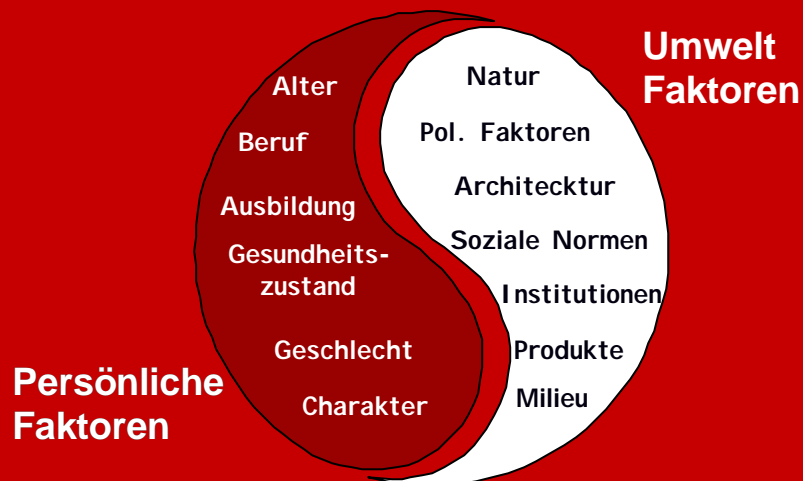 Umwelt
Faktoren
Natur
Pol. Faktoren
Architecktur
Soziale Normen
Institutionen
Produkte
Milieu
Alter
Beruf
Ausbildung
Gesundheits-
zustand
Geschlecht
Charakter
Persönliche
Faktoren